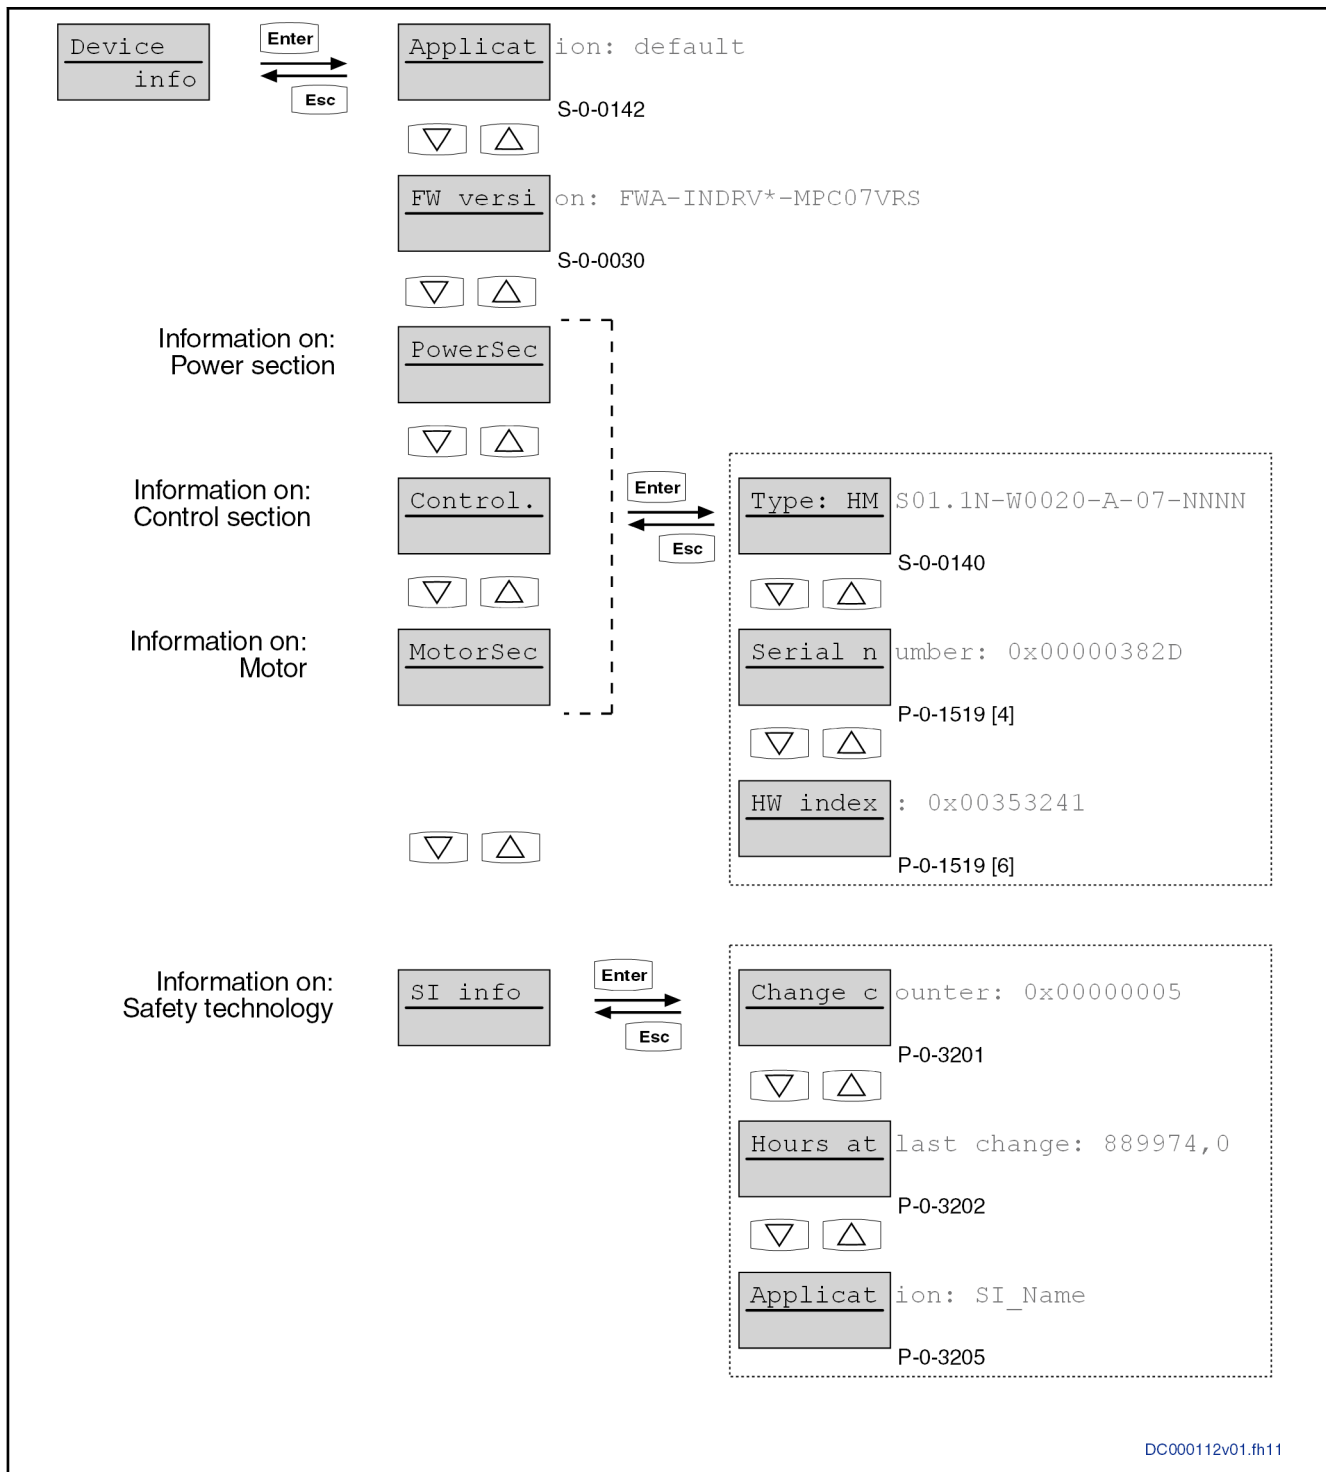 Device
info
Enter
Esc
Application: default
S-0-0142
FW version: FWA-INDRV*-MPC07VRS
S-0-0030
Information on:
Power section
PowerSec
Information on:
Control section
Control.
Enter
Esc
Type: HMS01.1N-W0020-A-07-NNNN
S-0-0140
Information on:
Motor
MotorSec
Serial number: 0x00000382D
P-0-1519 [4]
HW index: 0x00353241
P-0-1519 [6]
Information on:
Safety technology
SI info
Enter
Esc
Change counter: 0x00000005
P-0-3201
Hours at last change: 889974,0
P-0-3202
Application: SI_Name
P-0-3205
DC000112v01.fh11